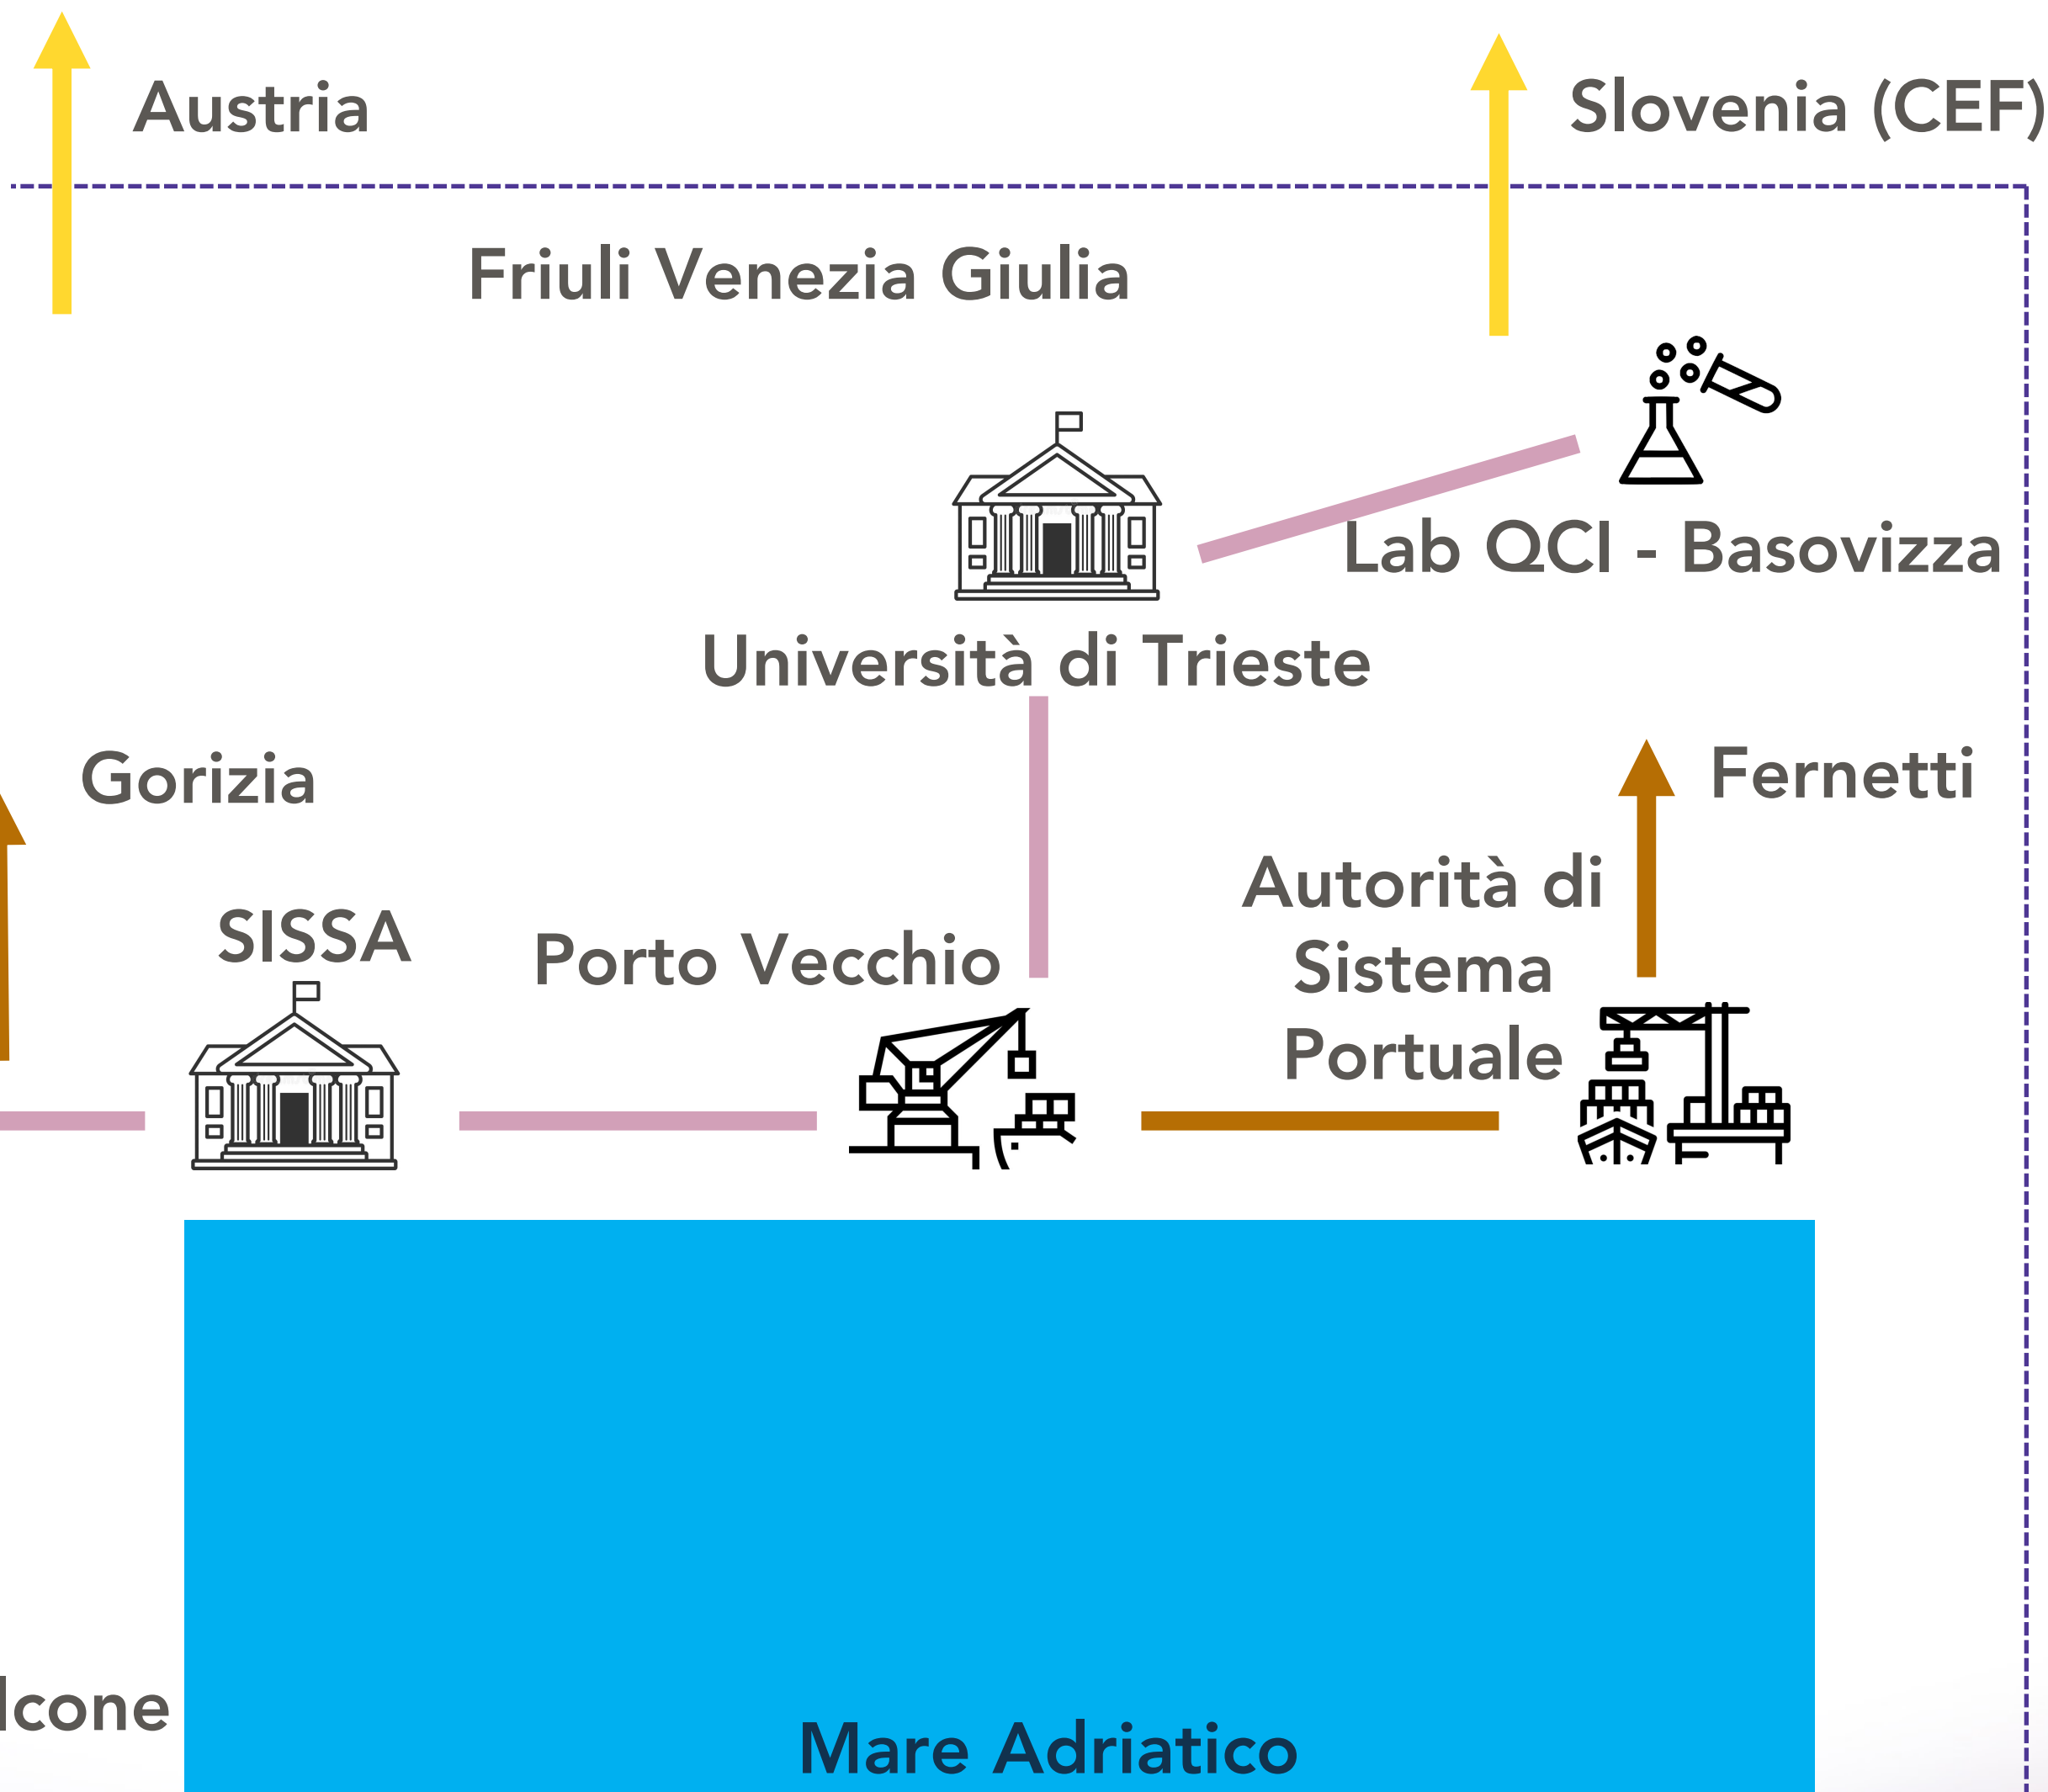 Austria
Slovenia (CEF)
Friuli Venezia Giulia
Lab QCI - Basovizza
Università di Trieste
Gorizia
Fernetti
SISSA
Porto Vecchio
Autorità di
Sistema
Portuale
lcone
Mare Adriatico